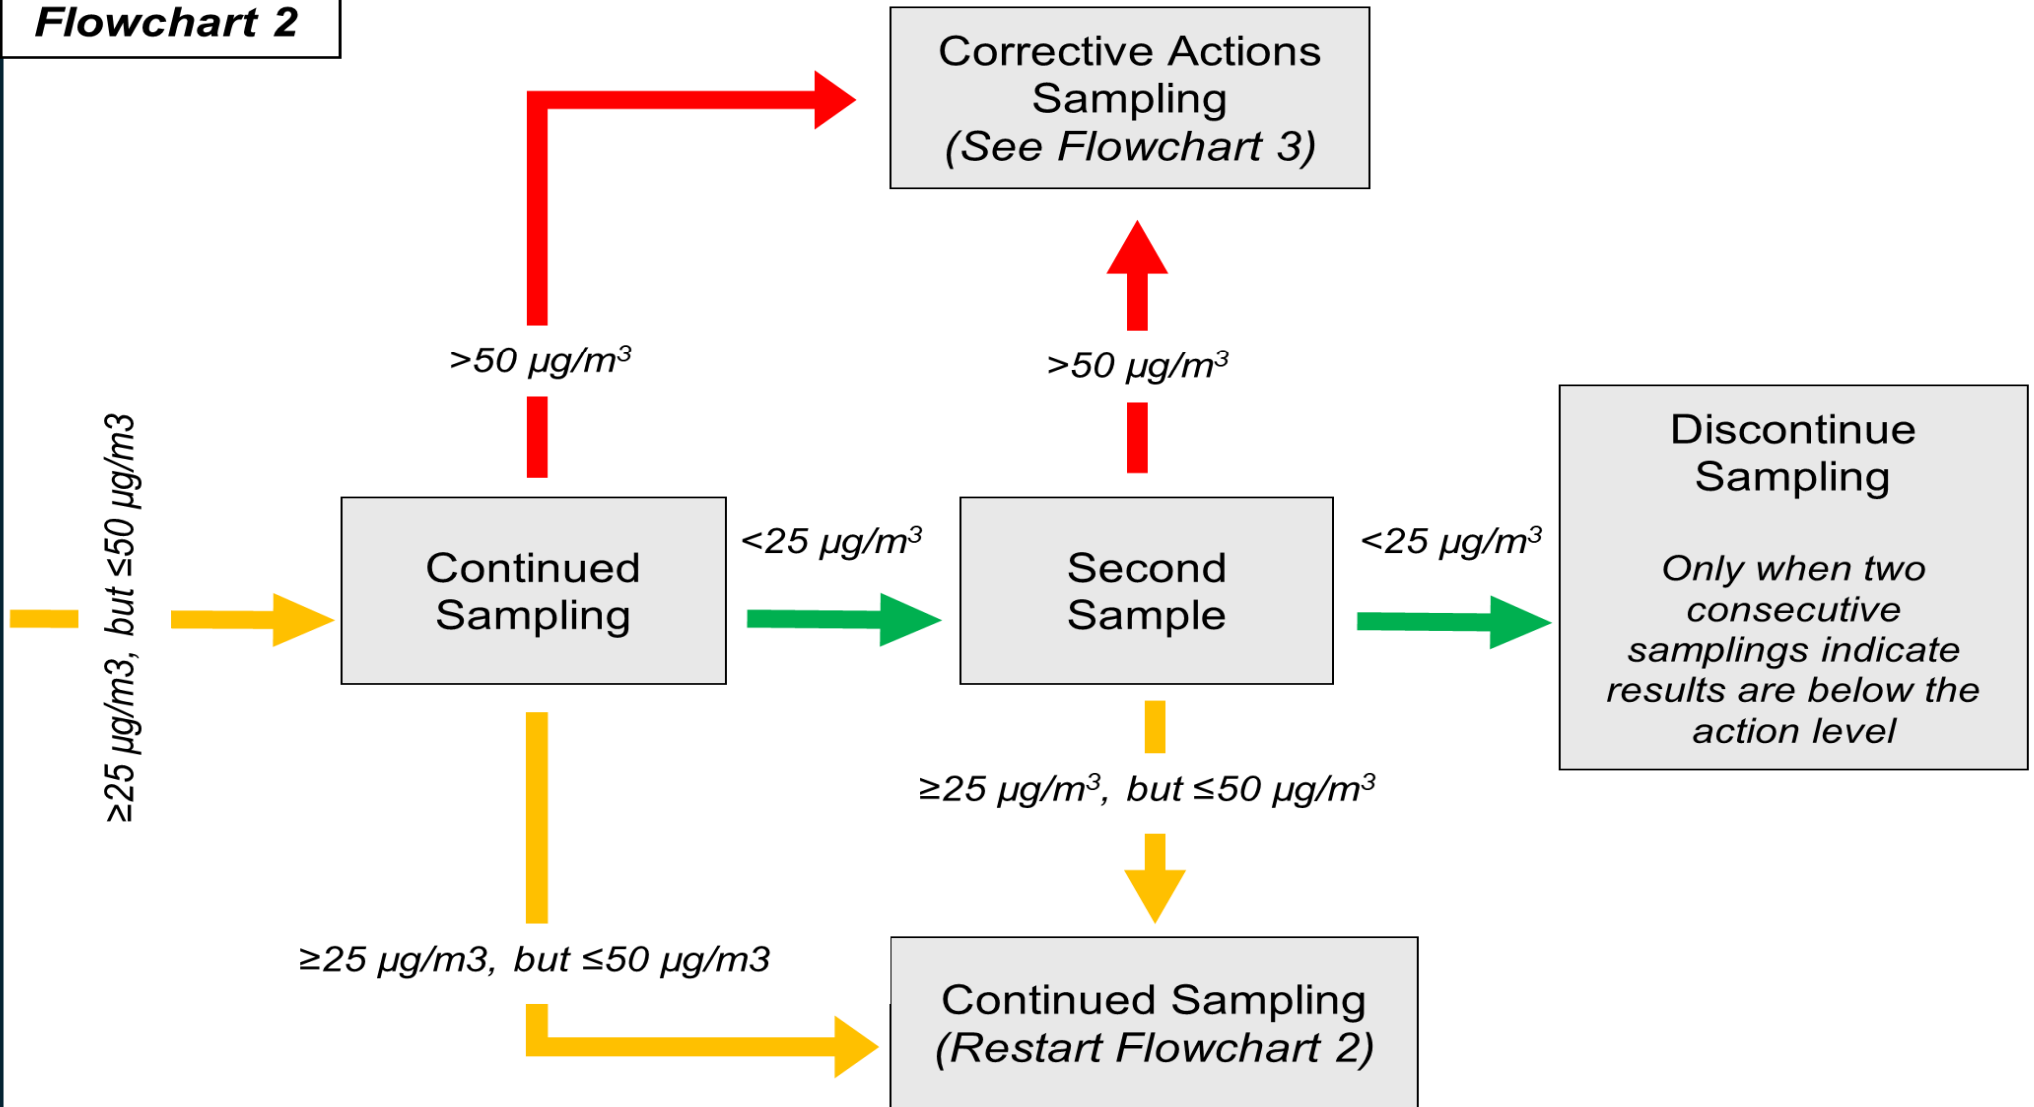 Flowchart 2
Corrective Actions
Sampling
(See Flowchart 3)
>50 µg/m³
>50 µg/m³
≥25 µg/m3, but ≤50 µg/m3
Continued
Sampling
<25 µg/m³
Second
Sample
<25 µg/m³
Discontinue
Sampling
Only when two
consecutive
samplings indicate
results are below the
action level
≥25 µg/m³, but ≤50 µg/m³
≥25 µg/m3, but ≤50 µg/m3
Continued Sampling
(Restart Flowchart 2)